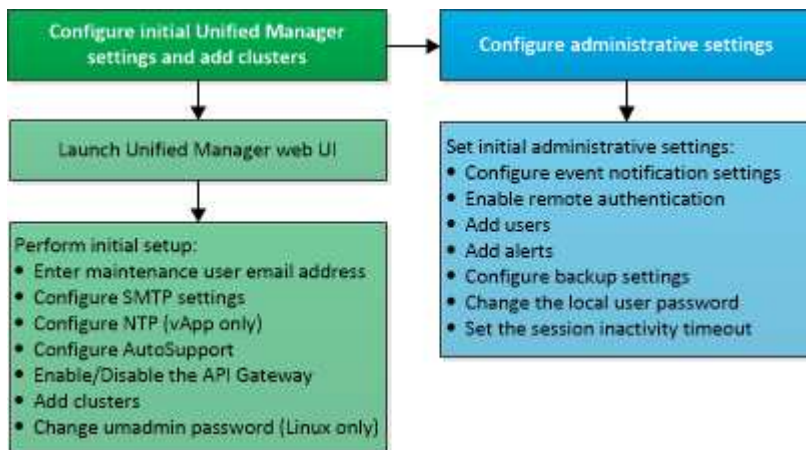 Configure initial Unified Manager
settings and add clusters
Configure administrative settings
Launch Unified Manager web UI
Perform initial setup:
• Enter maintenance user email address
• Configure SMTP settings
• Configure NTP (vApp only)
• Configure AutoSupport
• Enable/Disable the API Gateway
• Add clusters
• Change umadmin password (Linux only)
Set initial administrative settings:
• Configure event notification settings
• Enable remote authentication
• Add users
• Add alerts
• Configure backup settings
• Change the local user password
• Set the session inactivity timeout